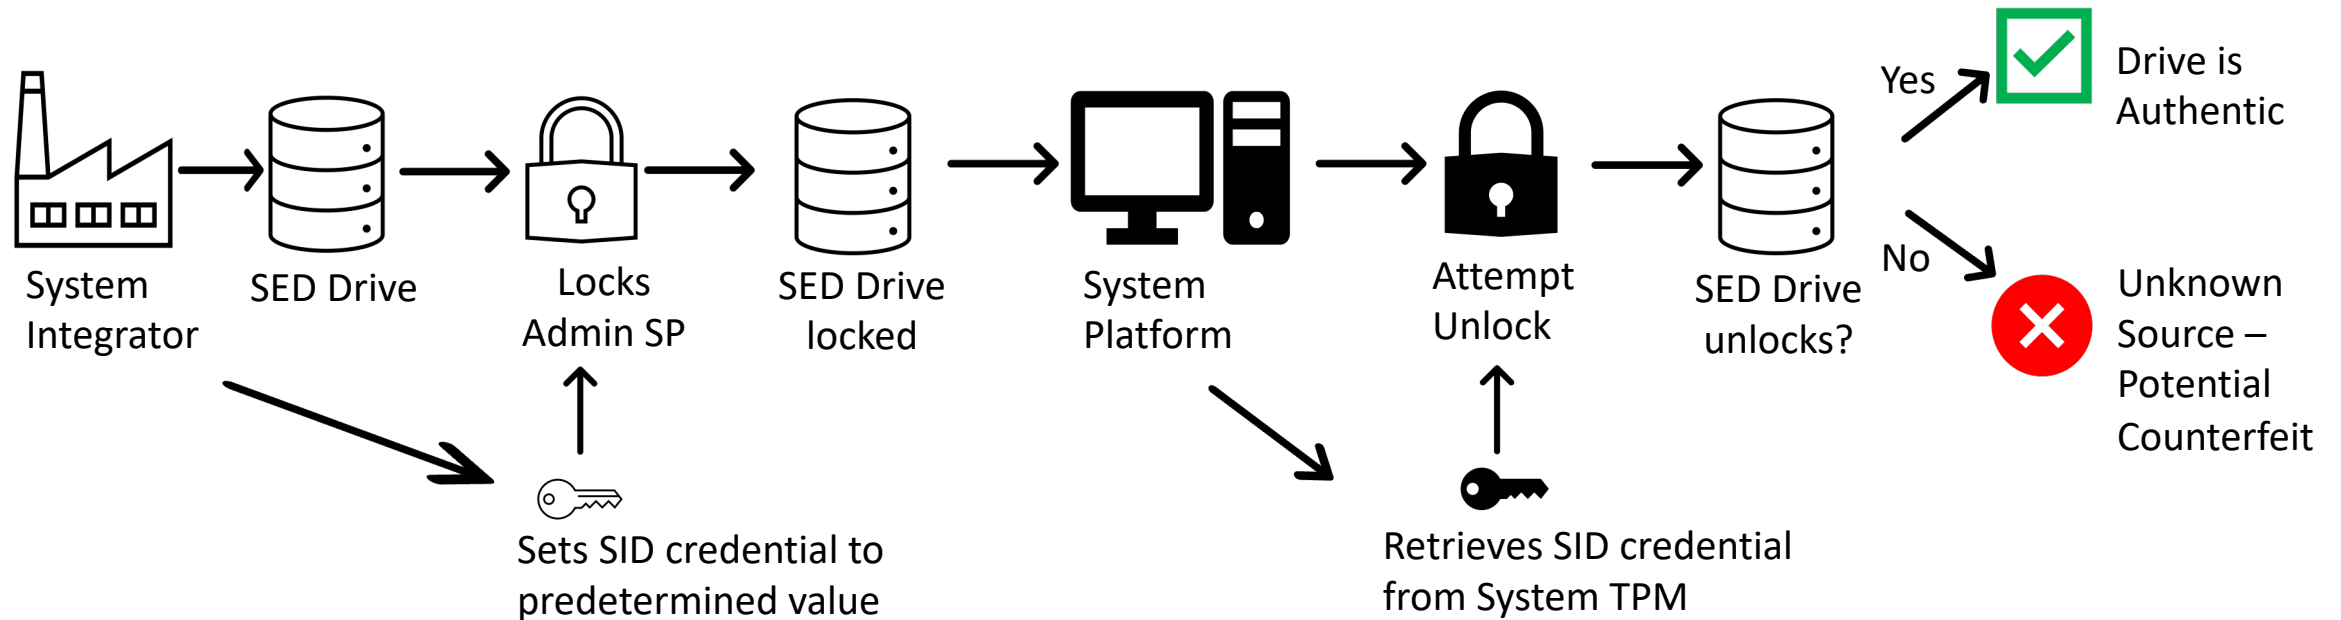 System
Integrator
SED Drive
Locks
Admin SP
SED Drive
locked
System
Platform
Attempt
Unlock
SED Drive
unlocks?
Yes
Drive is
Authentic
No
Unknown
Source –
Potential
Counterfeit
Sets SID credential to
predetermined value
Retrieves SID credential
from System TPM